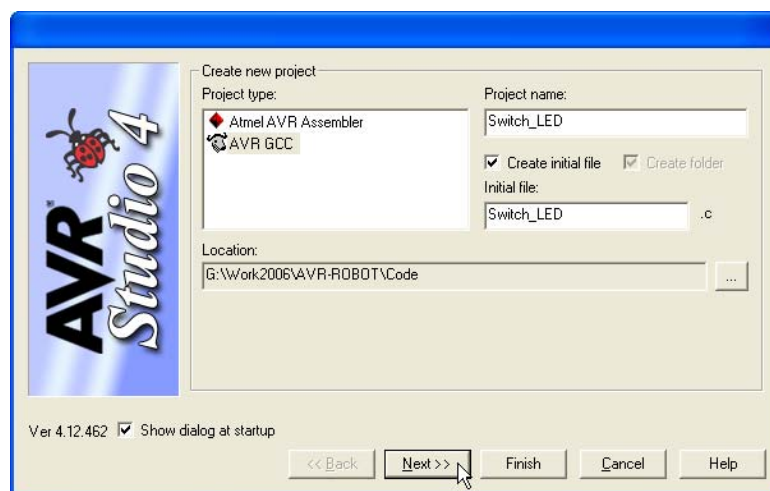 AVR® Studio 4
Create new project
Project type:
Atmel AVR Assembler
AVR GCC
Project name:
Switch_LED
Create initial file
Create folder
Initial file:
Switch_LED
.c
Location:
G:\Work2006\AVR-ROBOT\Code
...
Ver 4.12.462
Show dialog at startup
<< Back
Next >>
Finish
Cancel
Help